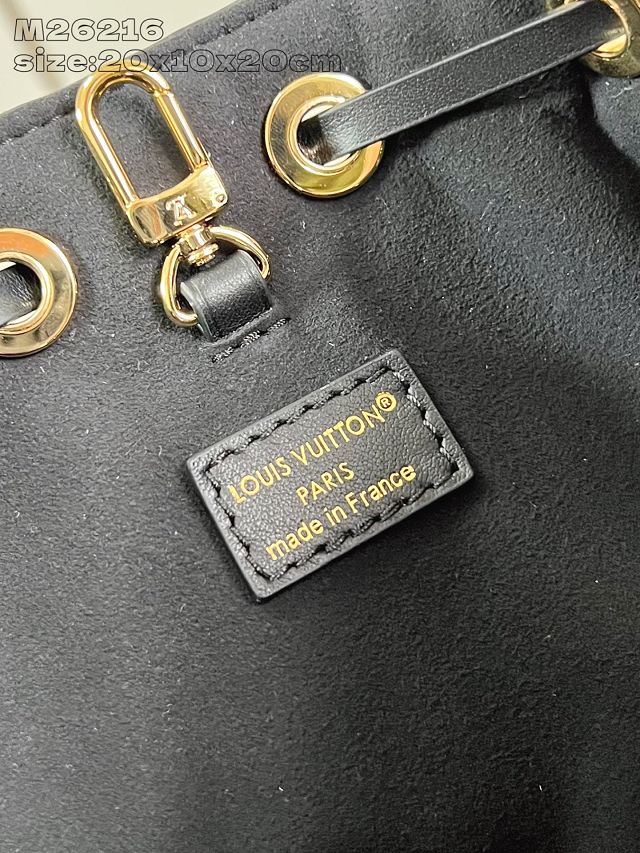 M26216
size:20x10x20cm
LOUIS VUITTON®
PARIS
made in France